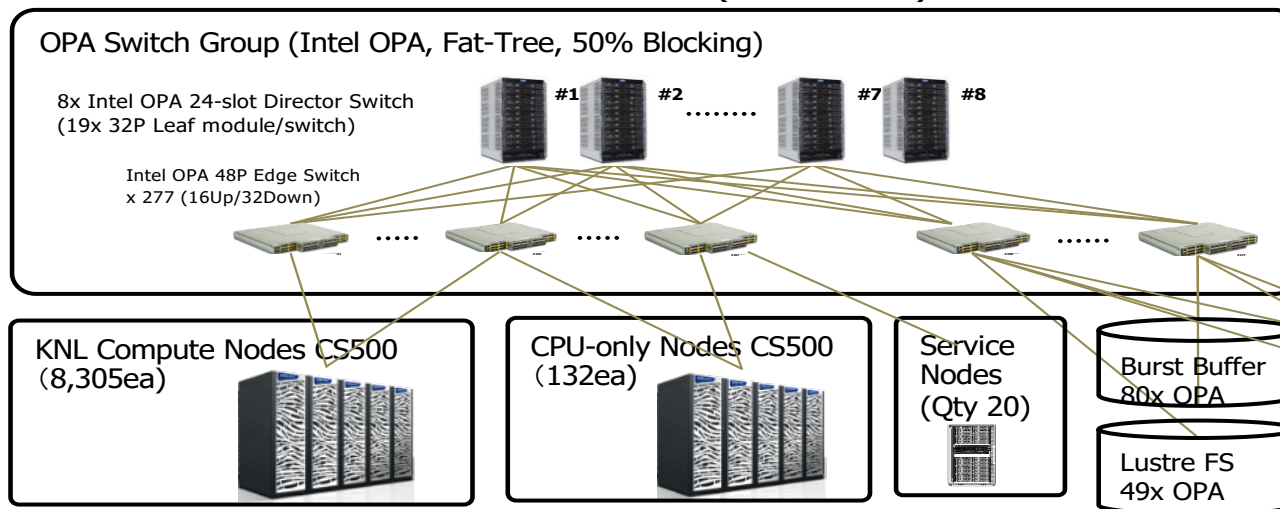 OPA Switch Group (Intel OPA, Fat-Tree, 50% Blocking)
8x Intel OPA 24-slot Director Switch
(19x 32P Leaf module/switch)
#1
#2
........
#7
#8
Intel OPA 48P Edge Switch
x 277 (16Up/32Down)
.....
.....
......
KNL Compute Nodes CS500
(8,305ea)
CPU-only Nodes CS500
(132ea)
Service
Nodes
(Qty 20)
Burst Buffer
80x OPA
Lustre FS
49x OPA